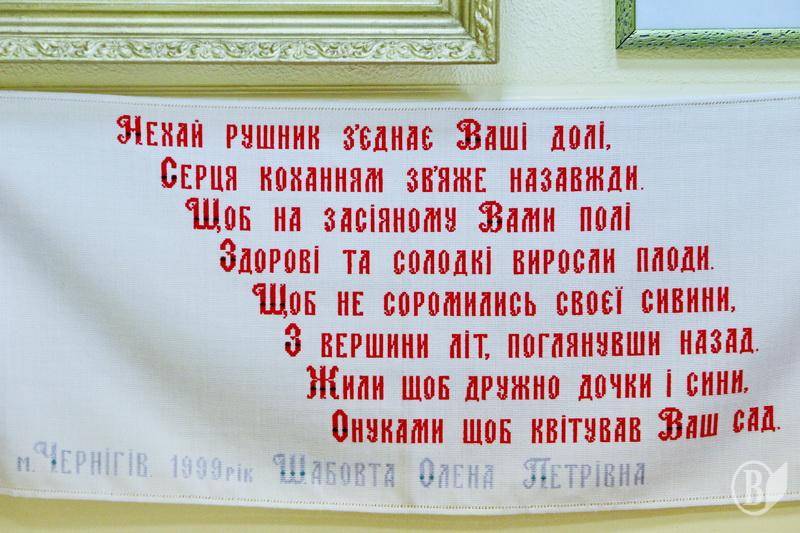 Нехай рушник з'єднає Ваші долі,
Серця коханням зв'яже назавжди.
Щоб на засіяному Вами полі
Здорові та солодкі виросли плоди.
Щоб не соромились своєї сивини,
З вершини літ, поглянувши назад.
Жили щоб дружно дочки і сини,
Онуками щоб квітував Ваш сад.
м. Чернігів. 1999 рік Шабовта Олена Петрівна
В